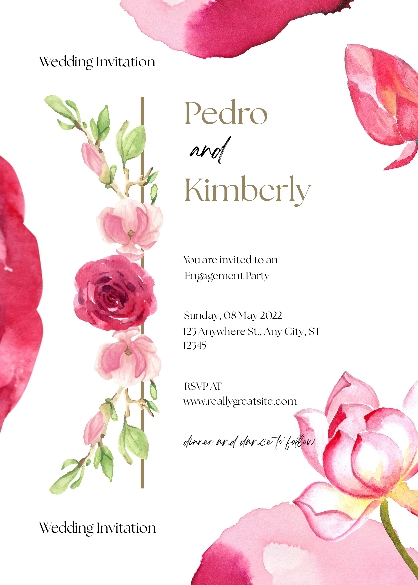 Wedding Invitation
Pedro
and
Kimberly
You are invited to an
Engagement Party
Sunday, 08 May 2022
123 Anywhere St., Any City, ST
12345
RSVP AT
www.reallygreatsite.com
dinner and dance to follow
Wedding Invitation